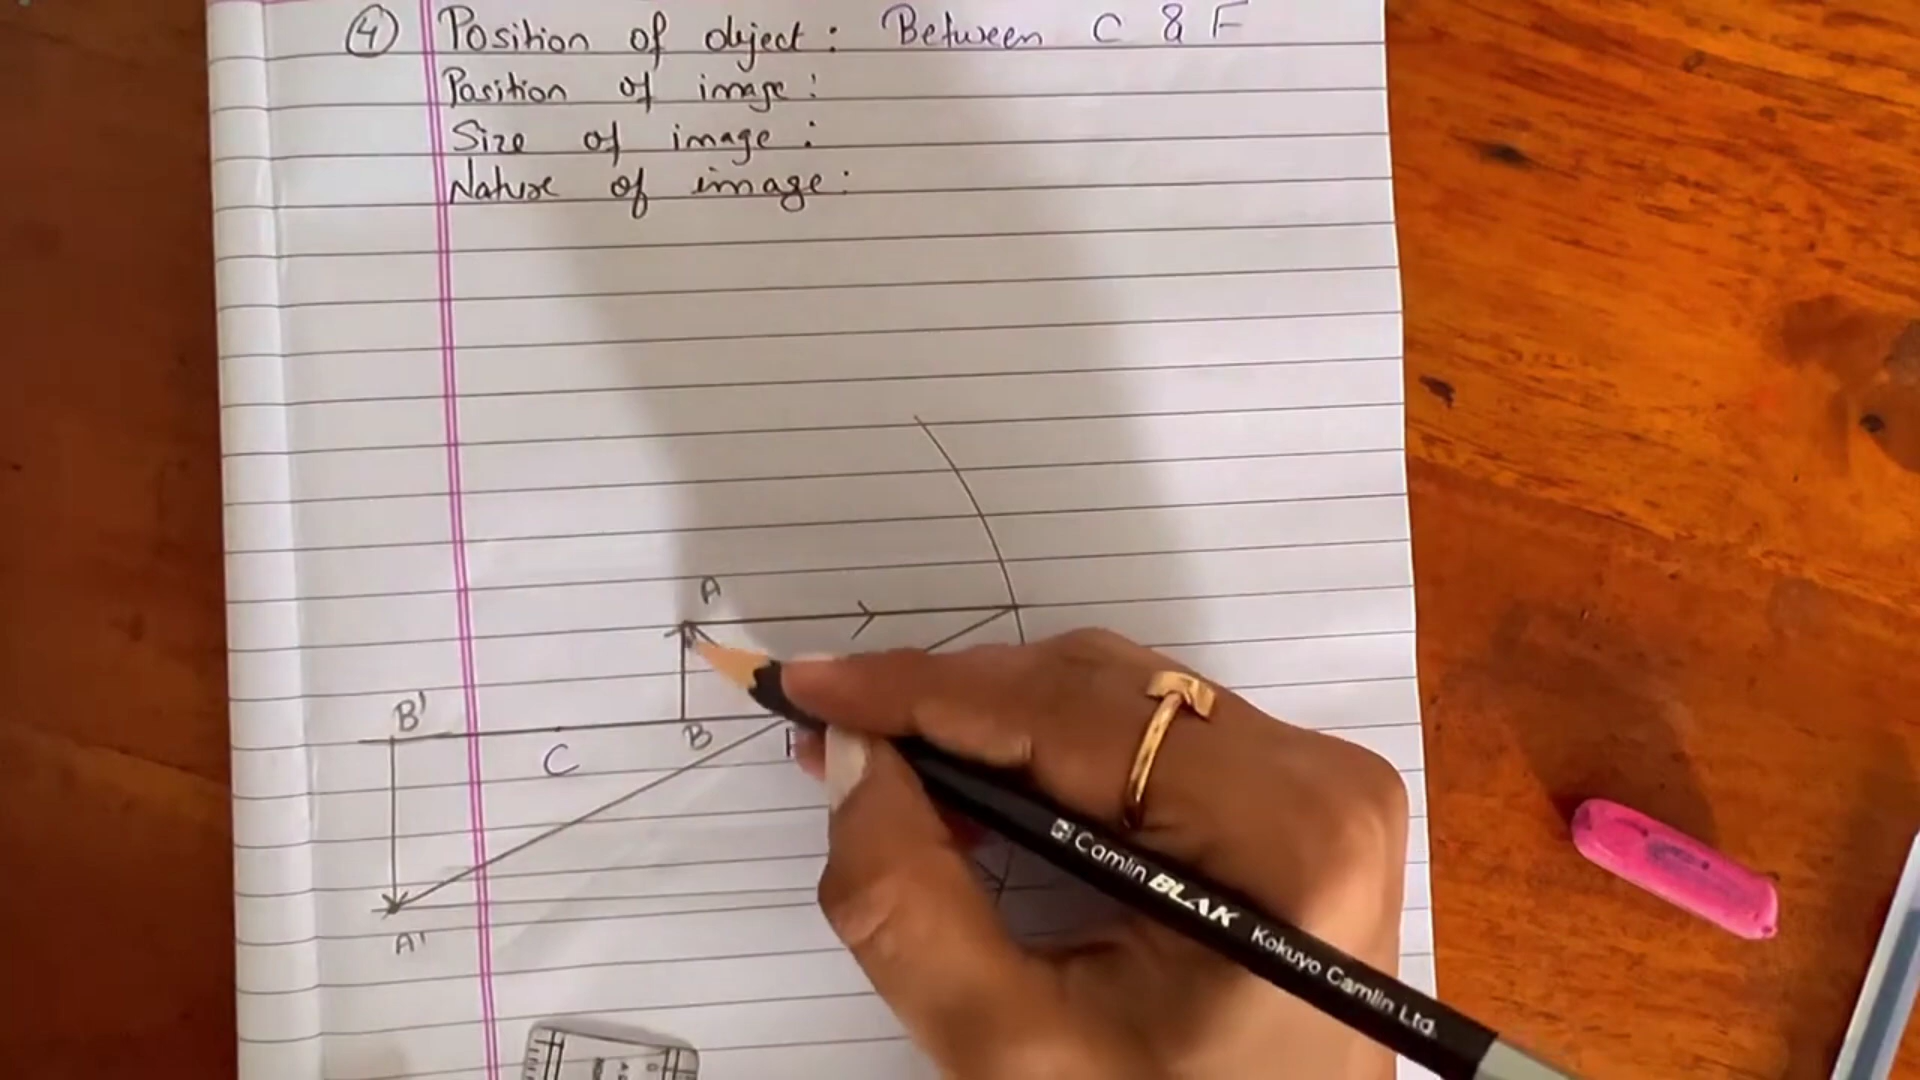 4 Position of object: Between C & F
Position of image:
Size of image:
Nature of image:
A
B'
B
C
F
A'
Camlin BLAK Kokuyo Camlin Ltd.